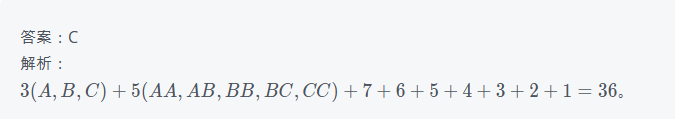 答案：C
解析：
3(A, B, C) + 5(AA, AB, BB, BC, CC) + 7 + 6 + 5 + 4 + 3 + 2 + 1 = 36。